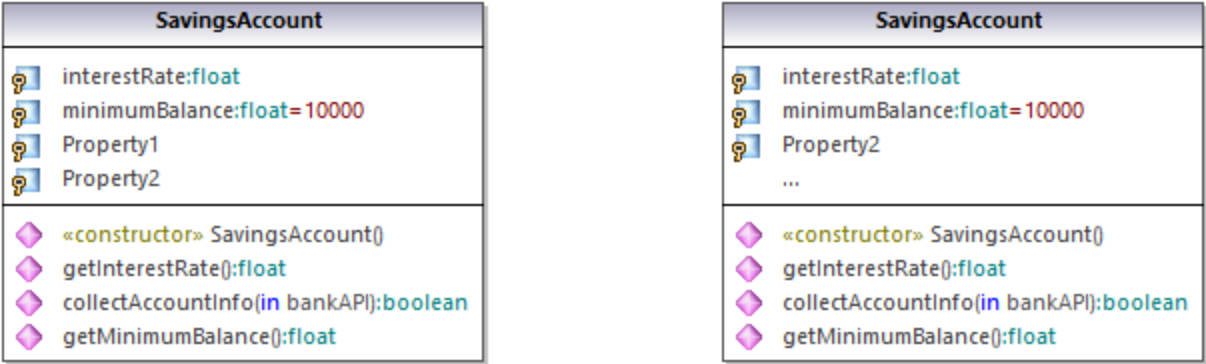 SavingsAccount
interestRate:float
minimumBalance:float=10000
Property1
Property2
«constructor» SavingsAccount()
getInterestRate():float
collectAccountInfo(in bankAPI):boolean
getMinimumBalance():float
SavingsAccount
interestRate:float
minimumBalance:float=10000
Property2
...
«constructor» SavingsAccount()
getInterestRate():float
collectAccountInfo(in bankAPI):boolean
getMinimumBalance():float